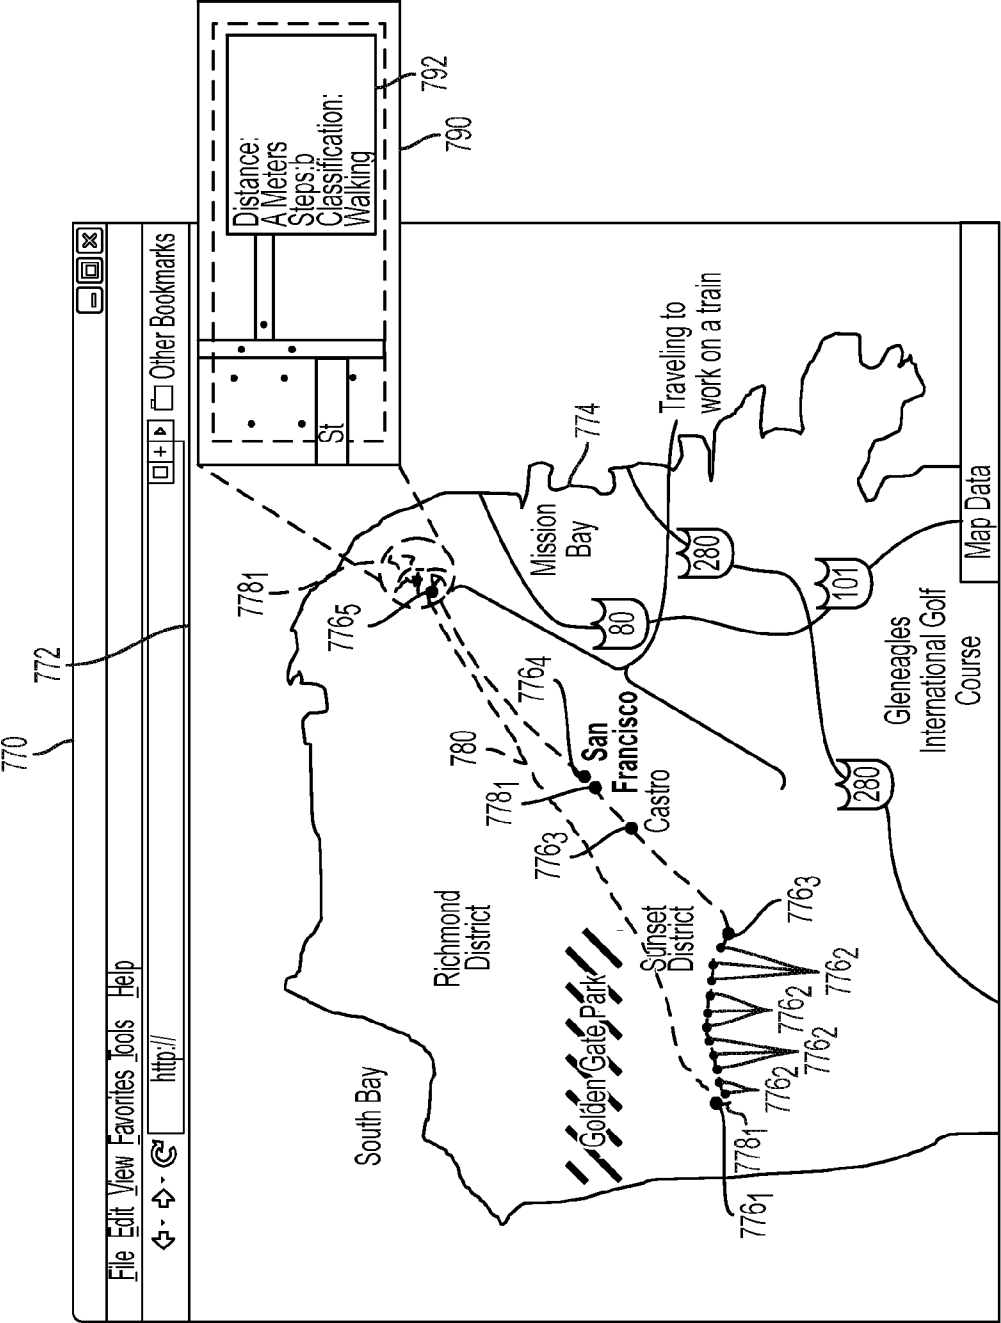 770
772
File Edit View Favorites Tools Help
http://
Other Bookmarks
Distance:
A Meters
Steps:b
Classification:
Walking
St
792
790
South Bay
Richmond
District
Golden Gate Park
Sunset
District
San
Francisco
Castro
Mission
Bay
774
Traveling to
work on a train
778₁
776₅
776₄
780
778₁
776₃
776₃
776₂
776₂
776₂
776₂
778₁
776₁
80
280
101
280
Gleneagles
International Golf
Course
Map Data